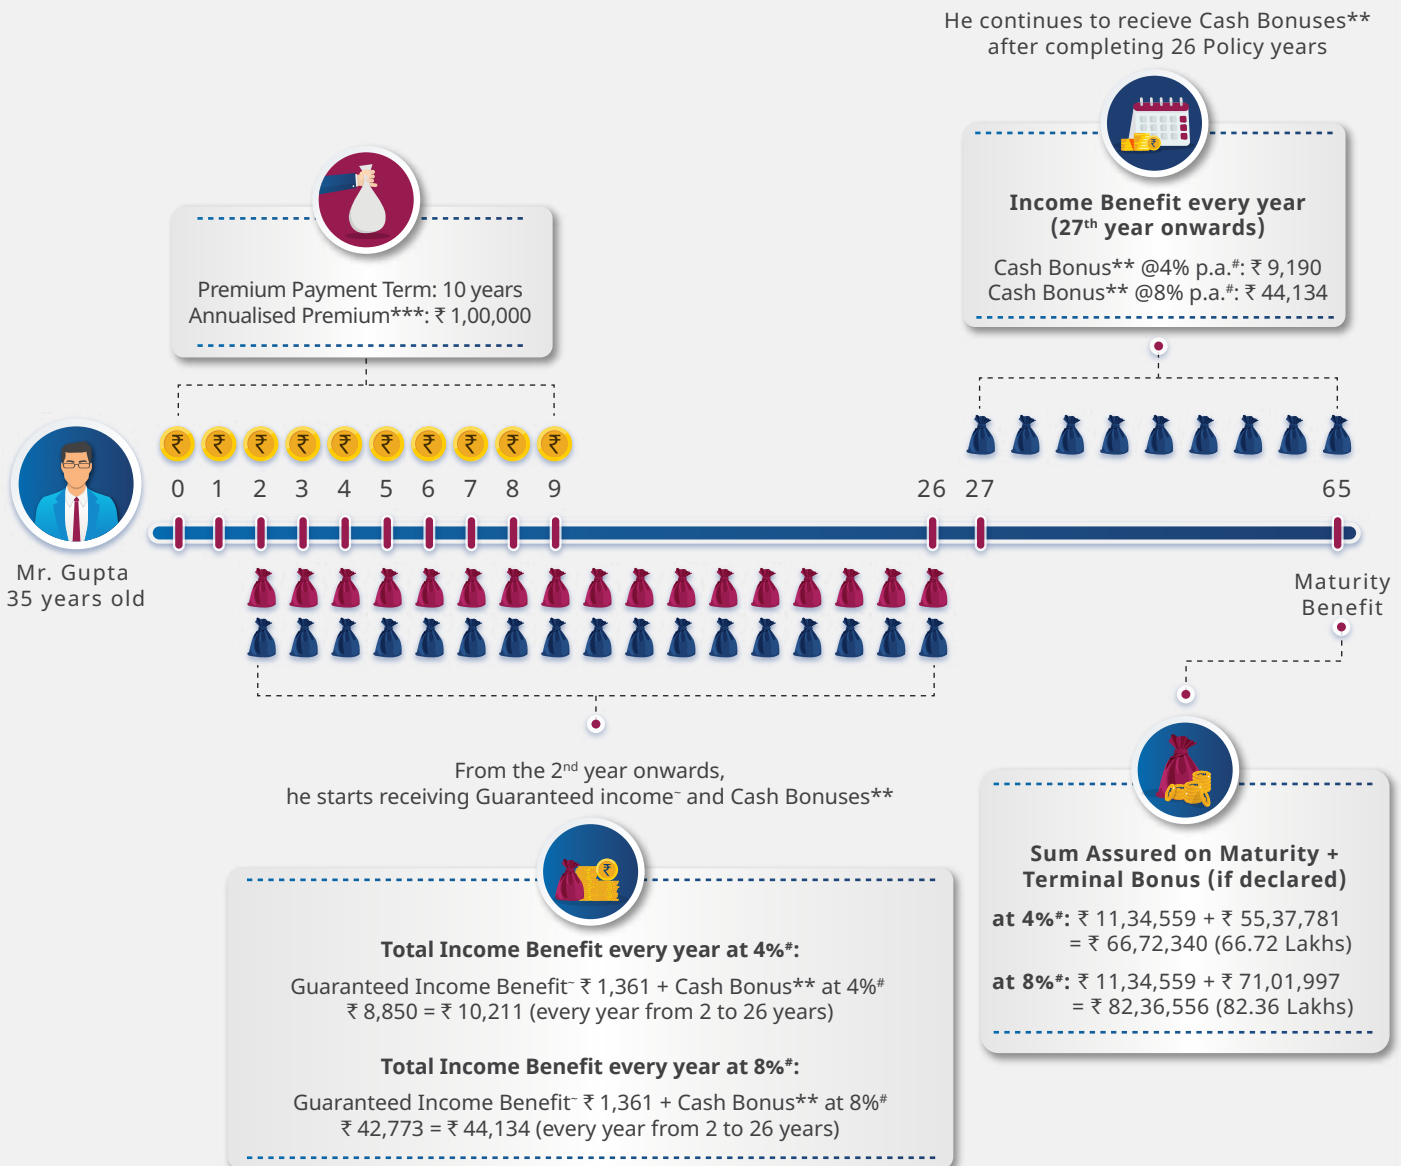 He continues to recieve Cash Bonuses**
after completing 26 Policy years
Income Benefit every year
(27th year onwards)
Cash Bonus** @4% p.a.#: ₹ 9,190
Cash Bonus** @8% p.a.#: ₹ 44,134
Premium Payment Term: 10 years
Annualised Premium***: ₹ 1,00,000
0 1 2 3 4 5 6 7 8 9 26 27 65
Mr. Gupta
35 years old
Maturity
Benefit
From the 2nd year onwards,
he starts receiving Guaranteed income~ and Cash Bonuses**
Total Income Benefit every year at 4%#:
Guaranteed Income Benefit~ ₹ 1,361 + Cash Bonus** at 4%#
₹ 8,850 = ₹ 10,211 (every year from 2 to 26 years)
Total Income Benefit every year at 8%#:
Guaranteed Income Benefit~ ₹ 1,361 + Cash Bonus** at 8%#
₹ 42,773 = ₹ 44,134 (every year from 2 to 26 years)
Sum Assured on Maturity +
Terminal Bonus (if declared)
at 4%#: ₹ 11,34,559 + ₹ 55,37,781
= ₹ 66,72,340 (66.72 Lakhs)
at 8%#: ₹ 11,34,559 + ₹ 71,01,997
= ₹ 82,36,556 (82.36 Lakhs)